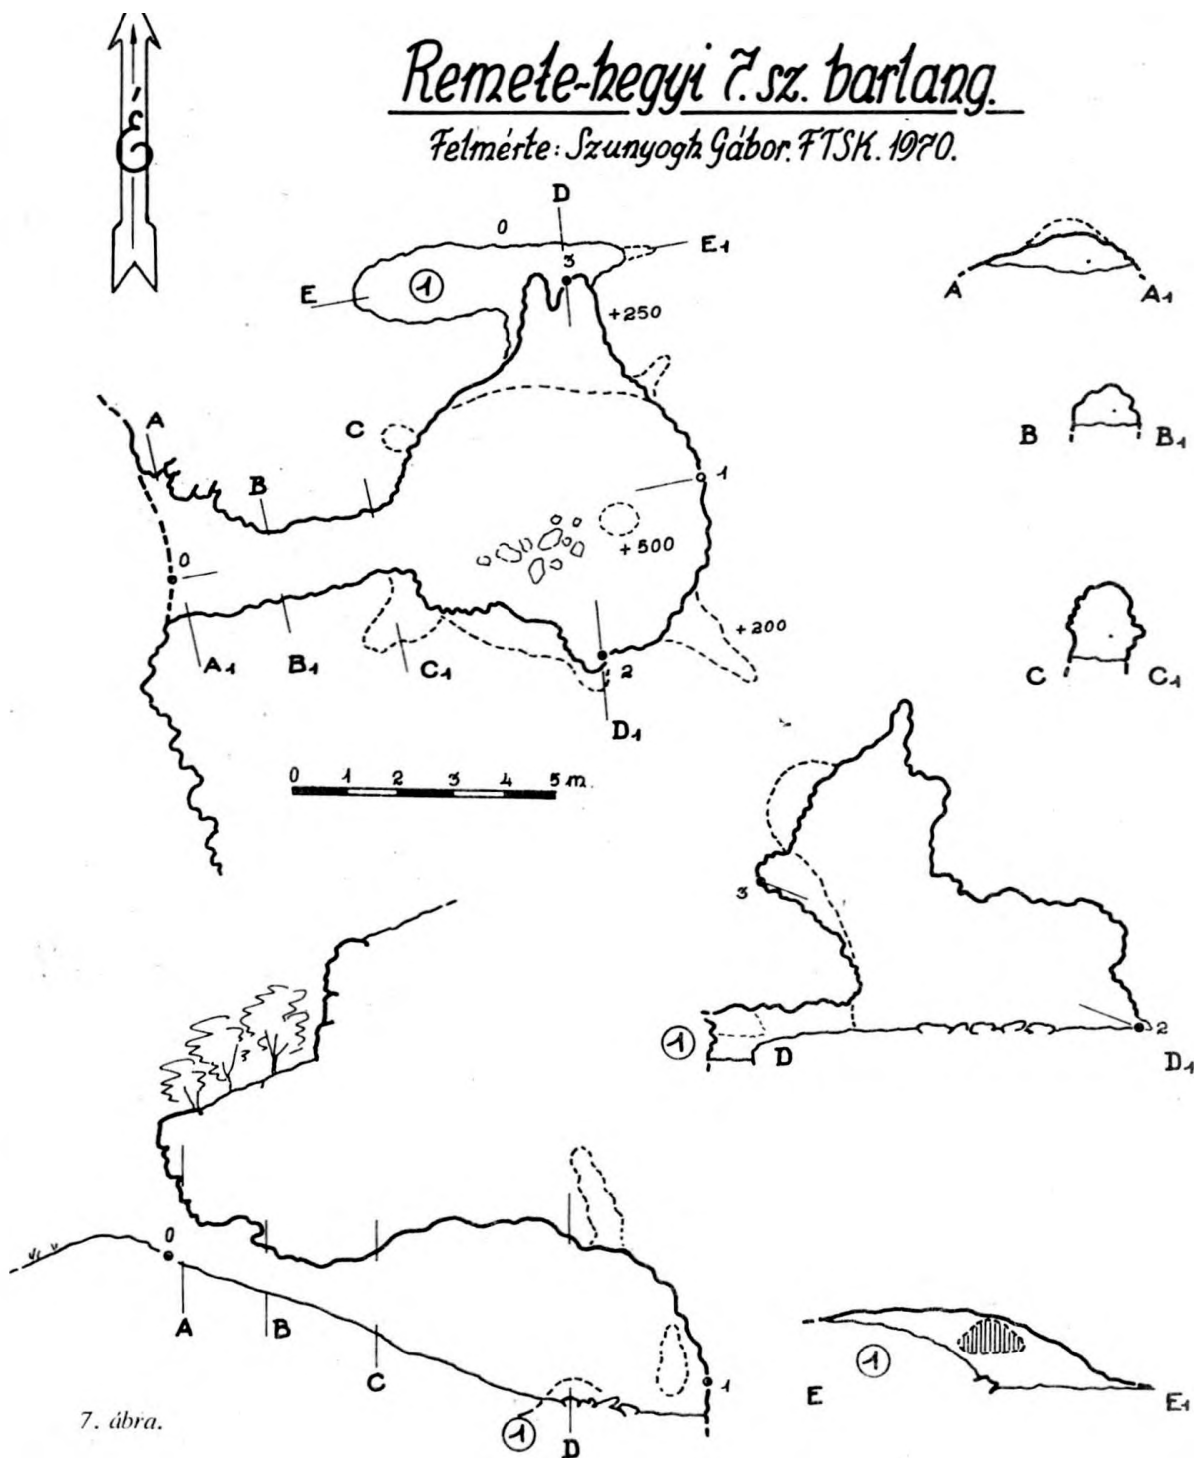 Remete-hegyi 7. sz. barlang.
Felmérte: Szunyogh Gábor. FTSK. 1970.
É
D
0
E1
3
E
1
+250
A
A1
A
C
B
B
B1
1
+500
0
+200
A1
B1
C1
2
D1
C
C1
0 1 2 3 4 5 m.
3
1
D
2
D1
0
A
B
C
1
D
1
1
E
E1
7. ábra.